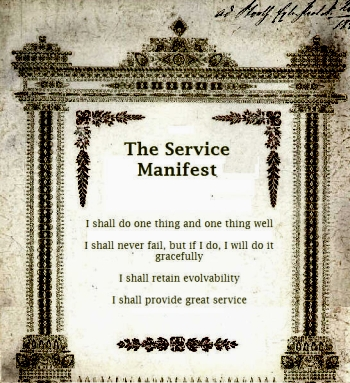 The Service
Manifest
I shall do one thing and one thing well
I shall never fail, but if I do, I will do it
gracefully
I shall retain evolvability
I shall provide great service